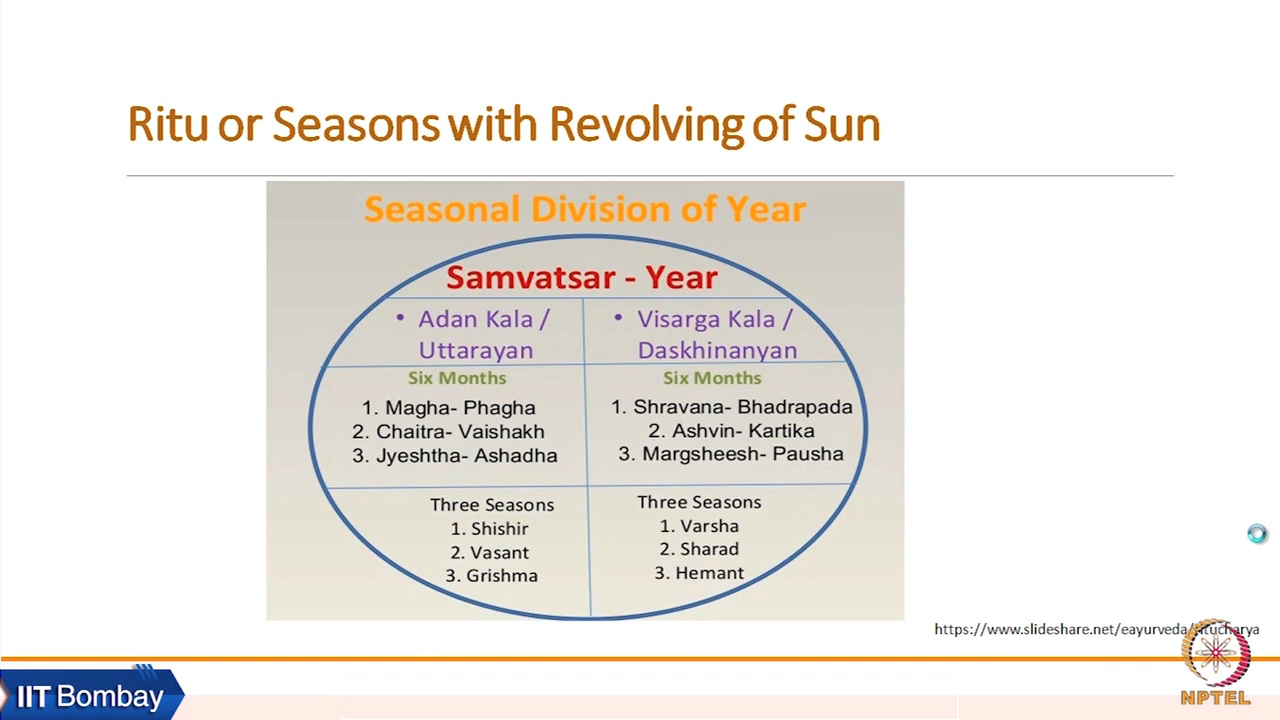 Ritu or Seasons with Revolving of Sun
Seasonal Division of Year
Samvatsar - Year
• Adan Kala /
Uttarayan
Six Months
1. Magha- Phagha
2. Chaitra- Vaishakh
3. Jyeshtha- Ashadha
Three Seasons
1. Shishir
2. Vasant
3. Grishma
• Visarga Kala /
Daskhinanyan
Six Months
1. Shravana- Bhadrapada
2. Ashvin- Kartika
3. Margsheesh- Pausha
Three Seasons
1. Varsha
2. Sharad
3. Hemant
https://www.slideshare.net/eayurveda/ritucharya
IIT Bombay
NPTEL